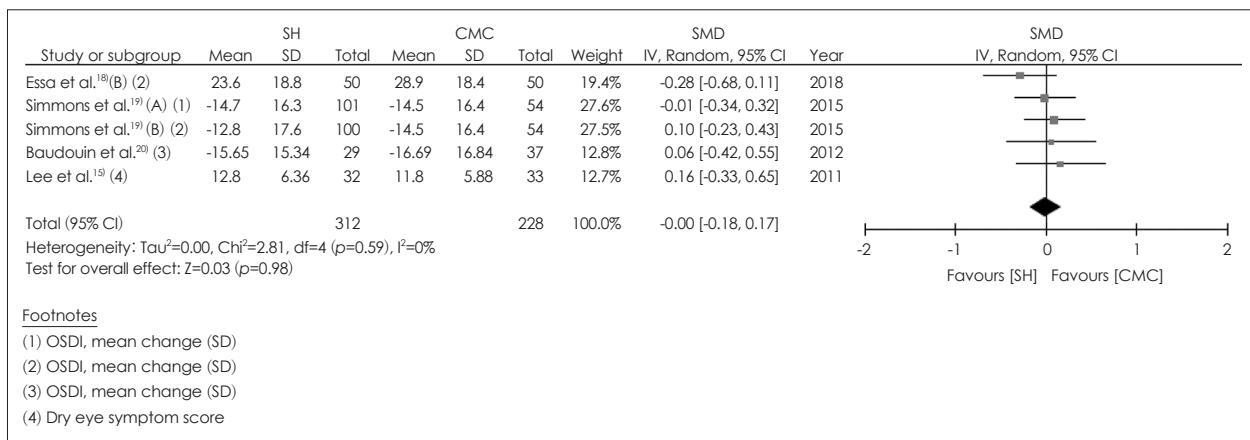 SH CMC SMD SMD
Study or subgroup Mean SD Total Mean SD Total Weight IV, Random, 95% CI Year IV, Random, 95% CI
Essa et al.¹⁸⁾(B) (2) 23.6 18.8 50 28.9 18.4 50 19.4% -0.28 [-0.68, 0.11] 2018
Simmons et al.¹⁹⁾ (A) (1) -14.7 16.3 101 -14.5 16.4 54 27.6% -0.01 [-0.34, 0.32] 2015
Simmons et al.¹⁹⁾ (B) (2) -12.8 17.6 100 -14.5 16.4 54 27.5% 0.10 [-0.23, 0.43] 2015
Baudouin et al.²⁰⁾ (3) -15.65 15.34 29 -16.69 16.84 37 12.8% 0.06 [-0.42, 0.55] 2012
Lee et al.¹⁵⁾ (4) 12.8 6.36 32 11.8 5.88 33 12.7% 0.16 [-0.33, 0.65] 2011
Total (95% CI) 312 228 100.0% -0.00 [-0.18, 0.17]
Heterogeneity: Tau²=0.00, Chi²=2.81, df=4 (p=0.59), I²=0%
Test for overall effect: Z=0.03 (p=0.98)
-2 -1 0 1 2
Favours [SH] Favours [CMC]
Footnotes
(1) OSDI, mean change (SD)
(2) OSDI, mean change (SD)
(3) OSDI, mean change (SD)
(4) Dry eye symptom score